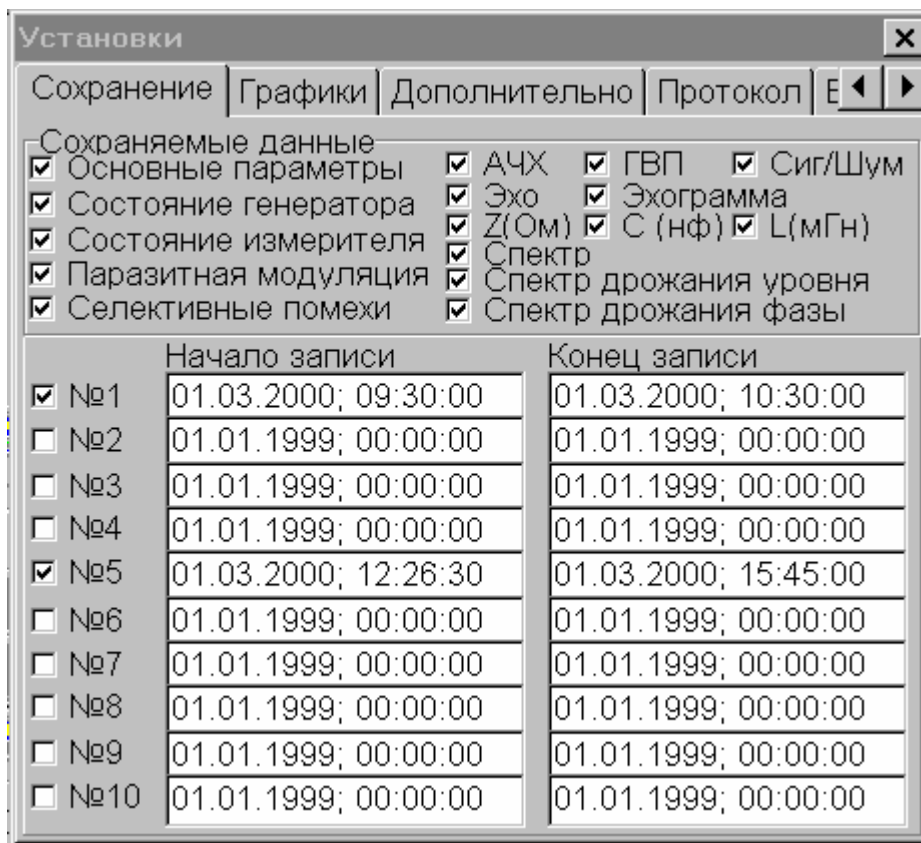 Установки
Сохранение Графики Дополнительно Протокол
Сохраняемые данные
Основные параметры АЧХ ГВП Сиг/Шум
Состояние генератора Эхо Эхограмма
Состояние измерителя Z(Ом) C (нф) L(мГн)
Паразитная модуляция Спектр
Спектр дрожания уровня
Селективные помехи Спектр дрожания фазы
Начало записи Конец записи
№1 01.03.2000; 09:30:00 01.03.2000; 10:30:00
№2 01.01.1999; 00:00:00 01.01.1999; 00:00:00
№3 01.01.1999; 00:00:00 01.01.1999; 00:00:00
№4 01.01.1999; 00:00:00 01.01.1999; 00:00:00
№5 01.03.2000; 12:26:30 01.03.2000; 15:45:00
№6 01.01.1999; 00:00:00 01.01.1999; 00:00:00
№7 01.01.1999; 00:00:00 01.01.1999; 00:00:00
№8 01.01.1999; 00:00:00 01.01.1999; 00:00:00
№9 01.01.1999; 00:00:00 01.01.1999; 00:00:00
№10 01.01.1999; 00:00:00 01.01.1999; 00:00:00